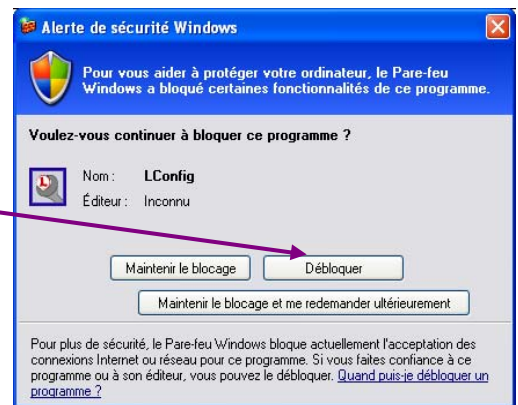 Alerte de sécurité Windows
Pour vous aider à protéger votre ordinateur, le Pare-feu
Windows a bloqué certaines fonctionnalités de ce programme.
Voulez-vous continuer à bloquer ce programme ?
Nom : LConfig
Éditeur : Inconnu
Maintenir le blocage Débloquer
Maintenir le blocage et me redemander ultérieurement
Pour plus de sécurité, le Pare-feu Windows bloque actuellement l'acceptation des
connexions Internet ou réseau pour ce programme. Si vous faites confiance à ce
programme ou à son éditeur, vous pouvez le débloquer. Quand puis-je débloquer un
programme ?